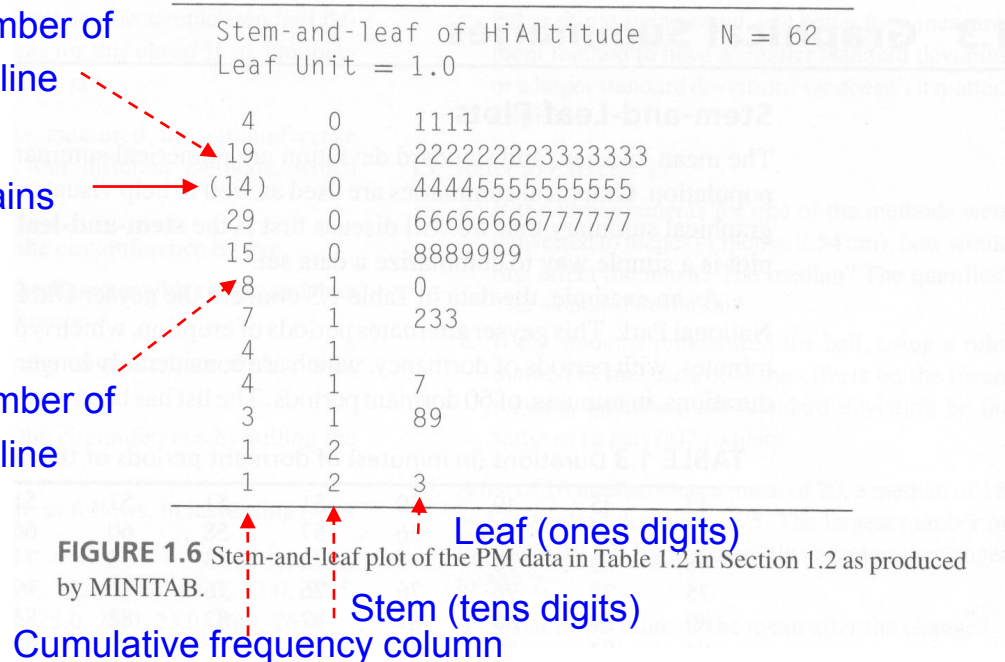 mber of
line
ains
mber of
line
Stem-and-leaf of HiAltitude N = 62
Leaf Unit = 1.0
4 0 1111
19 0 222222223333333
(14) 0 44445555555555
29 0 66666666777777
15 0 8889999
8 1 0
7 1 233
4 1
4 1 7
3 1 89
1 2
1 2 3
Leaf (ones digits)
FIGURE 1.6 Stem-and-leaf plot of the PM data in Table 1.2 in Section 1.2 as produced
by MINITAB.
Stem (tens digits)
Cumulative frequency column